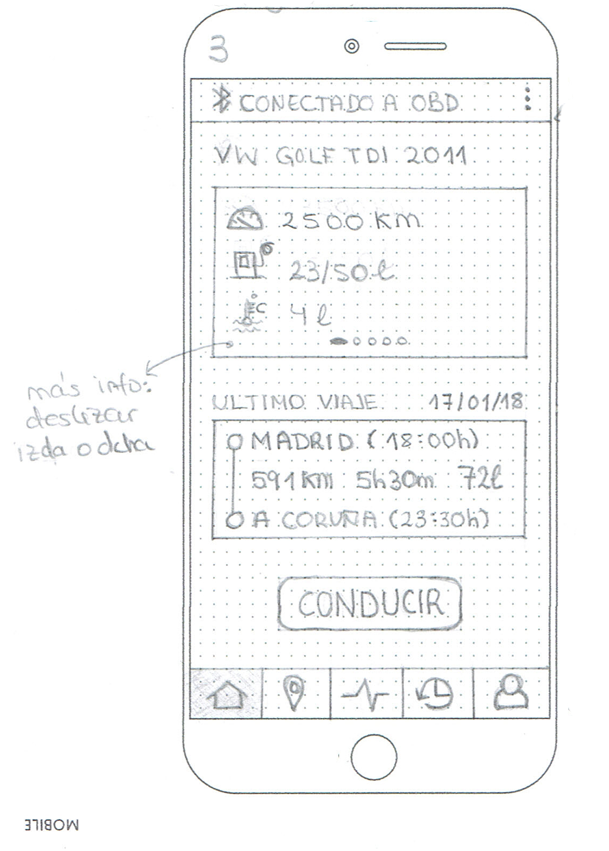 3
CONECTADO A OBD
VW GOLF TDI 2011
2500 km
23/50 l
°C
4 l
más info:
deslizar
izda o dcha
ULTIMO VIAJE 17/01/18
MADRID (18:00h)
591 km 5h30m 72l
A CORUÑA (23:30h)
CONDUCIR
MOBILE